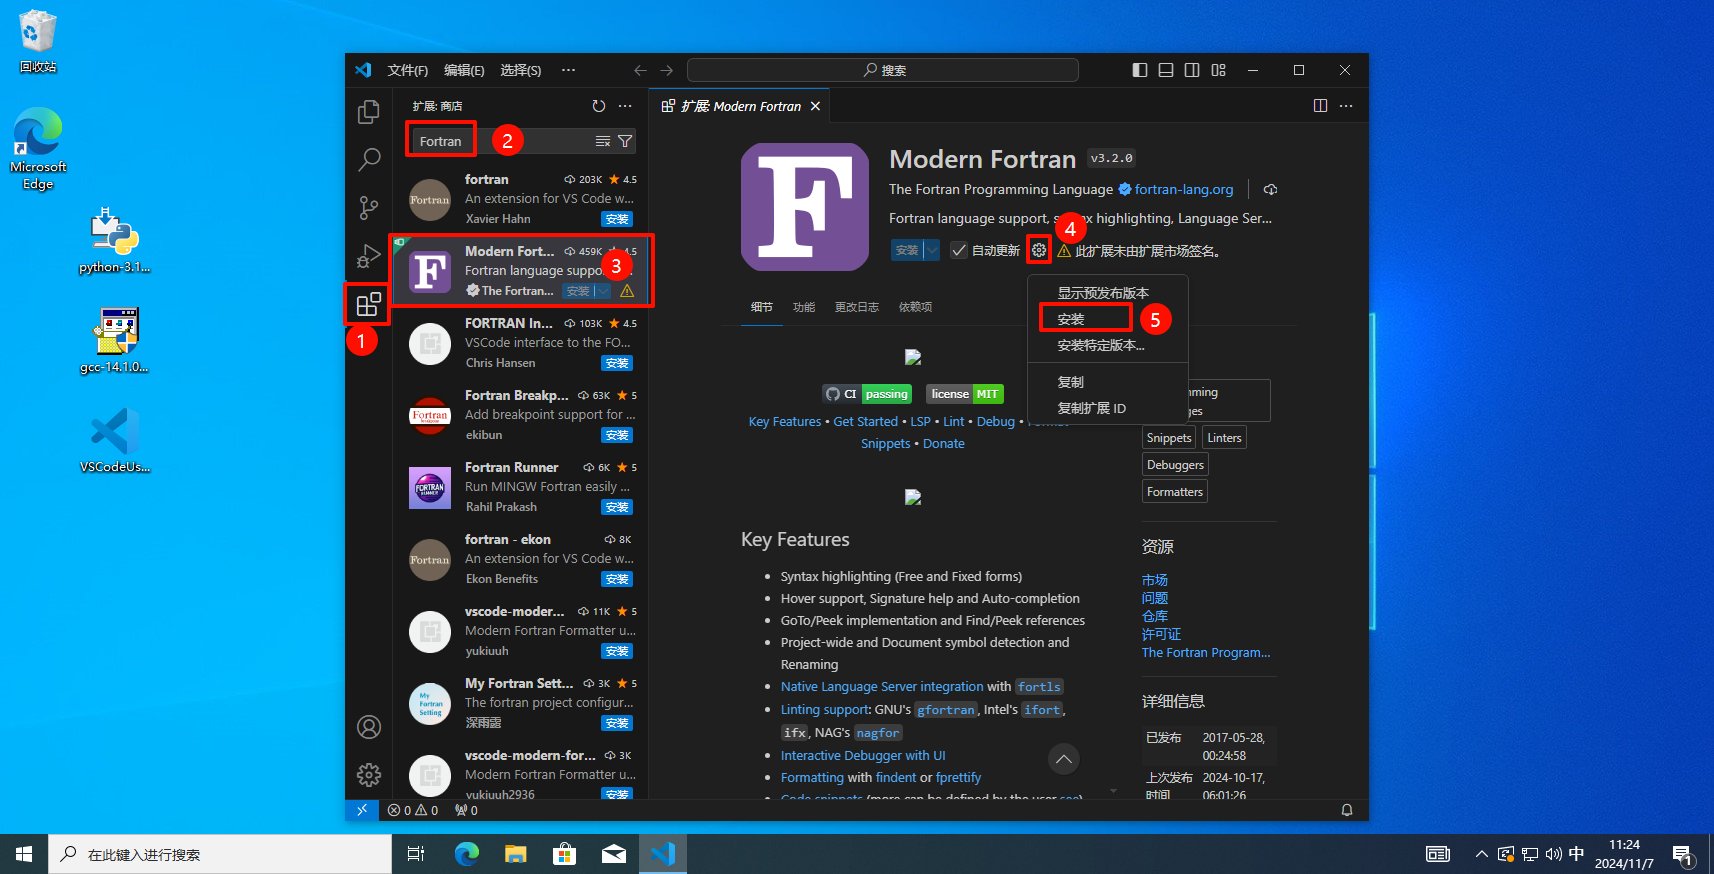 回收站
Microsoft
Edge
python-3.1...
gcc-14.1.0...
VSCodeUs...
文件(F) 编辑(E) 选择(S) ···
搜索
扩展: 商店
Fortran
2
fortran 203K 4.5
An extension for VS Code w...
Xavier Hahn 安装
Modern Fort... 459K 4.5
Fortran language suppo
3
The Fortran... 安装
1
FORTRAN In... 103K 4.5
VSCode interface to the FO...
Chris Hansen 安装
Fortran Breakp... 63K 5
Add breakpoint support for ...
ekibun 安装
Fortran Runner 6K 5
Run MINGW Fortran easily ...
Rahil Prakash 安装
fortran - ekon 8K
An extension for VS Code w...
Ekon Benefits 安装
vscode-moder... 11K 5
Modern Fortran Formatter u...
yukiuuh 安装
My Fortran Sett... 3K 5
The fortran project configur...
深雨露 安装
vscode-modern-for... 3K
Modern Fortran Formatter u...
yukiuuh2936 安装
扩展: Modern Fortran
F
Modern Fortran v3.2.0
The Fortran Programming Language fortran-lang.org
Fortran language support, s x highlighting, Language Ser...
4
安装 自动更新 此扩展未由扩展市场签名。
显示预发布版本
安装
5
安装特定版本...
复制
复制扩展 ID
细节 功能 更改日志 依赖项
CI passing license MIT
Key Features • Get Started • LSP • Lint • Debug •
Snippets • Donate
Key Features
• Syntax highlighting (Free and Fixed forms)
• Hover support, Signature help and Auto-completion
• GoTo/Peek implementation and Find/Peek references
• Project-wide and Document symbol detection and
Renaming
• Native Language Server integration with fortls
• Linting support: GNU's gfortran, Intel's ifort,
ifx, NAG's nagfor
• Interactive Debugger with UI
• Formatting with findent or fprettify
• Code snippets (more can be defined by the user see)
mming
ges
Snippets Linters
Debuggers
Formatters
资源
市场
问题
仓库
许可证
The Fortran Program...
详细信息
已发布 2017-05-28,
00:24:58
上次发布 2024-10-17,
时间 06:01:26
0 0 0
在此键入进行搜索
中
11:24
2024/11/7
1